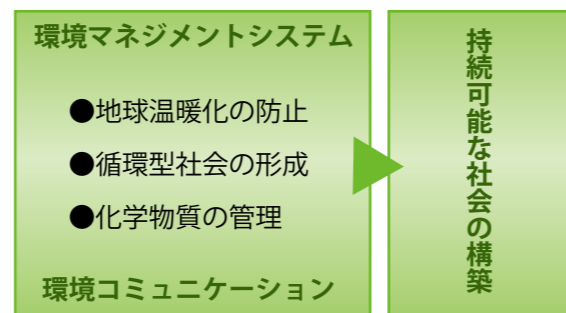 環境マネジメントシステム
●地球温暖化の防止
●循環型社会の形成
●化学物質の管理
環境コミュニケーション
持続可能な社会の構築